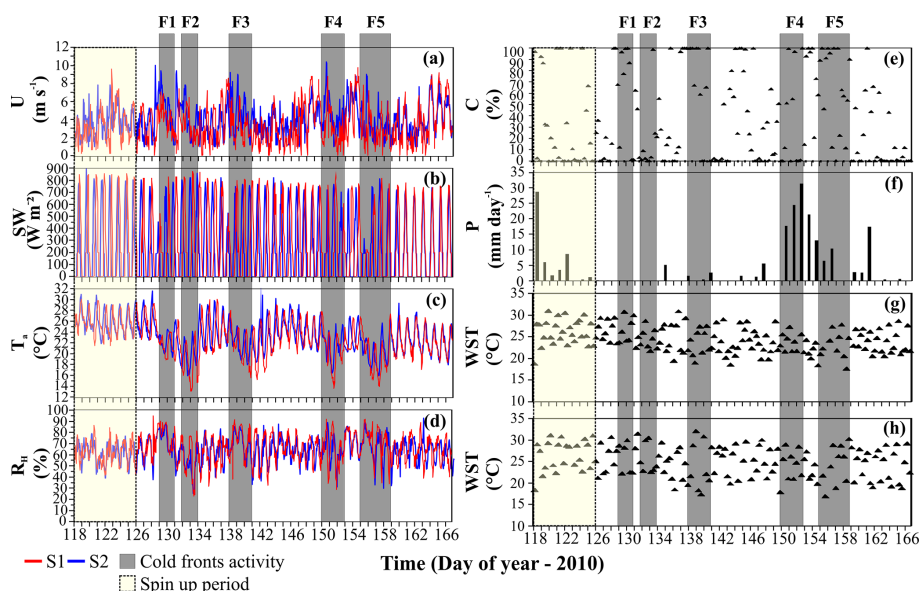 F1 F2 F3 F4 F5
F1 F2 F3 F4 F5
(a)
U
(m s⁻¹)
12
10
8
6
4
2
0
(b)
SW
(W m²)
900
800
700
600
500
400
300
200
100
0
(c)
Tₐ
(°C)
32
30
28
26
24
22
20
18
16
14
12
(d)
R_H
(%)
100
90
80
70
60
50
40
30
20
10
0
118 122 126 130 134 138 142 146 150 154 158 162 166
(e)
C
(%)
100
90
80
70
60
50
40
30
20
10
0
(f)
P
(mm day⁻¹)
35
30
25
20
15
10
5
0
(g)
WST
(°C)
35
30
25
20
15
10
(h)
WST
(°C)
35
30
25
20
15
10
118 122 126 130 134 138 142 146 150 154 158 162 166
S1 S2 Cold fronts activity
Spin up period
Time (Day of year - 2010)